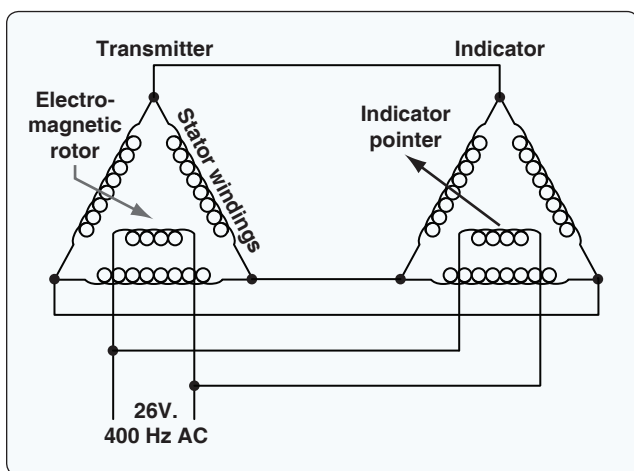 Transmitter
Indicator
Electro-
magnetic
rotor
Stator windings
Indicator
pointer
26V.
400 Hz AC